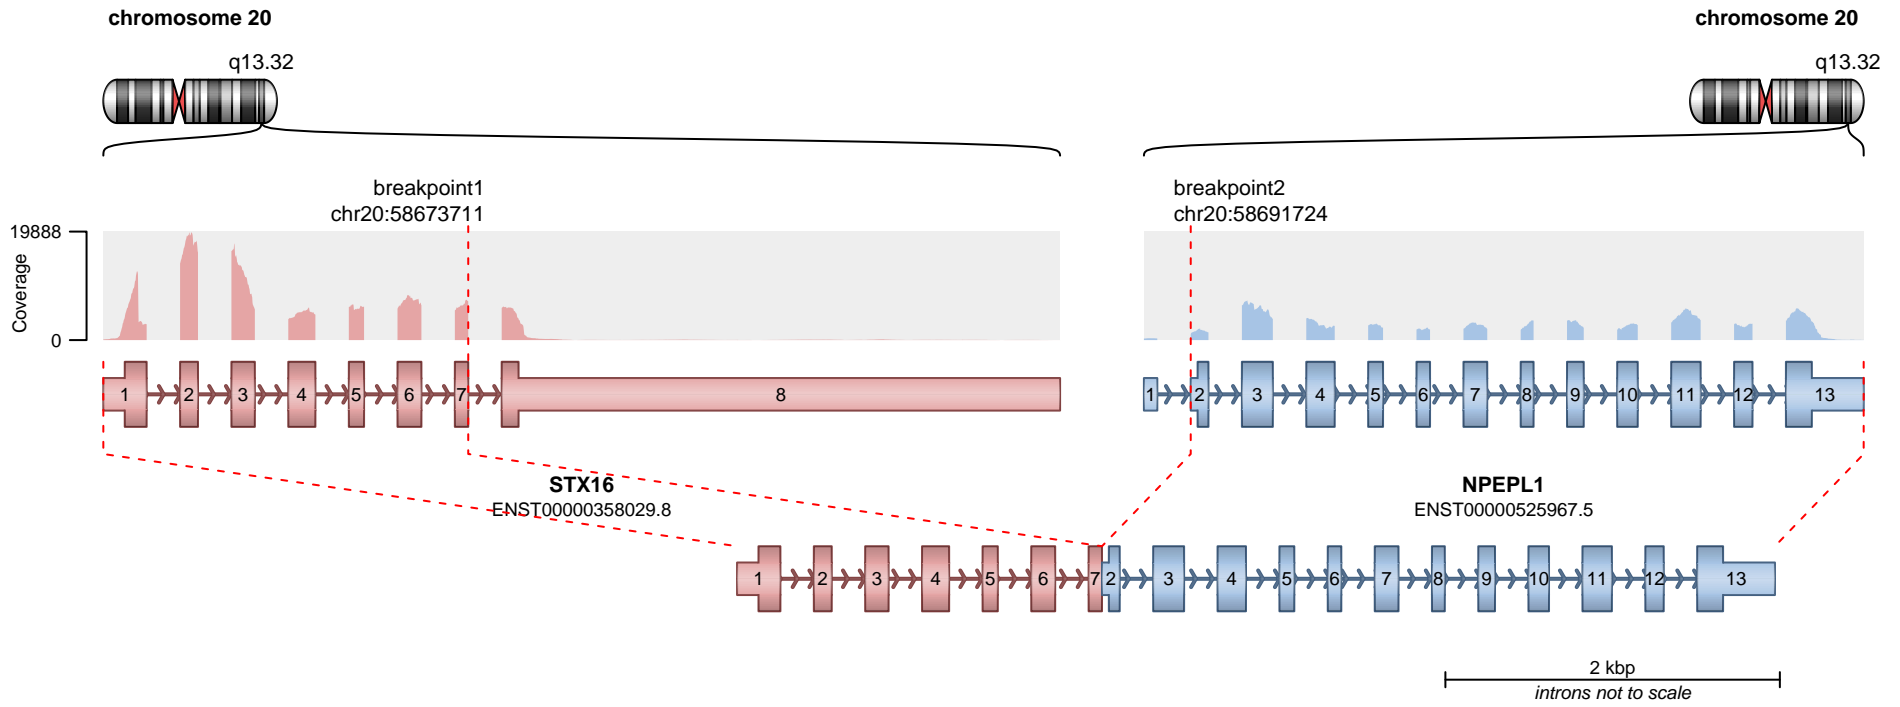 chromosome 20
chromosome 20
q13.32
q13.32
breakpoint1
chr20:58673711
breakpoint2
chr20:58691724
19888
Coverage
0
1 2 3 4 5 6 7 8
1 2 3 4 5 6 7 8 9 10 11 12 13
STX16
ENST00000358029.8
NPEPL1
ENST00000525967.5
1 2 3 4 5 6 7 2 3 4 5 6 7 8 9 10 11 12 13
2 kbp
introns not to scale